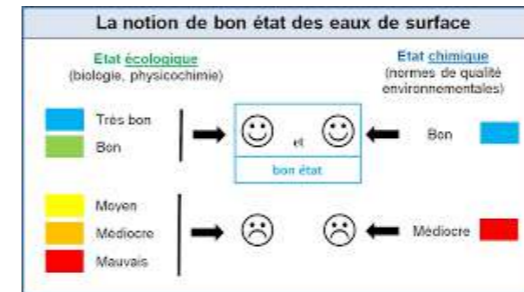 La notion de bon état des eaux de surface
Etat écologique
(biologie, physicochimie)
Etat chimique
(normes de qualité
environnementales)
Très bon
Bon
et
bon état
Bon
Moyen
Médiocre
Mauvais
Médiocre